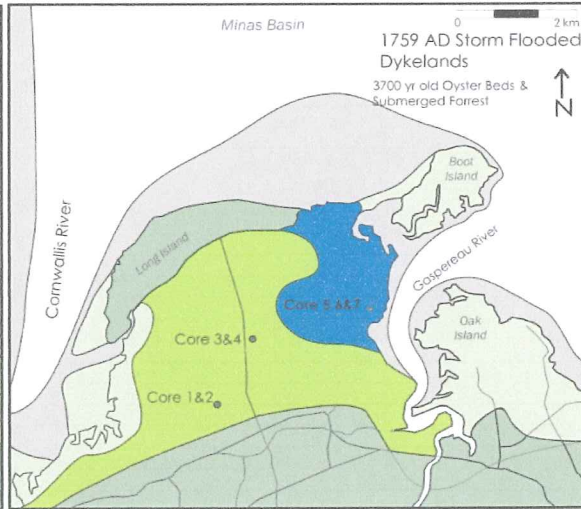 Minas Basin
0 2 km
1759 AD Storm Flooded
Dykelands
3700 yr old Oyster Beds &
Submerged Forrest
N
Boot
Island
Cornwallis River
Long Island
Gaspereau River
Core 5,6&7
Oak
Island
Core 3&4
Core 1&2